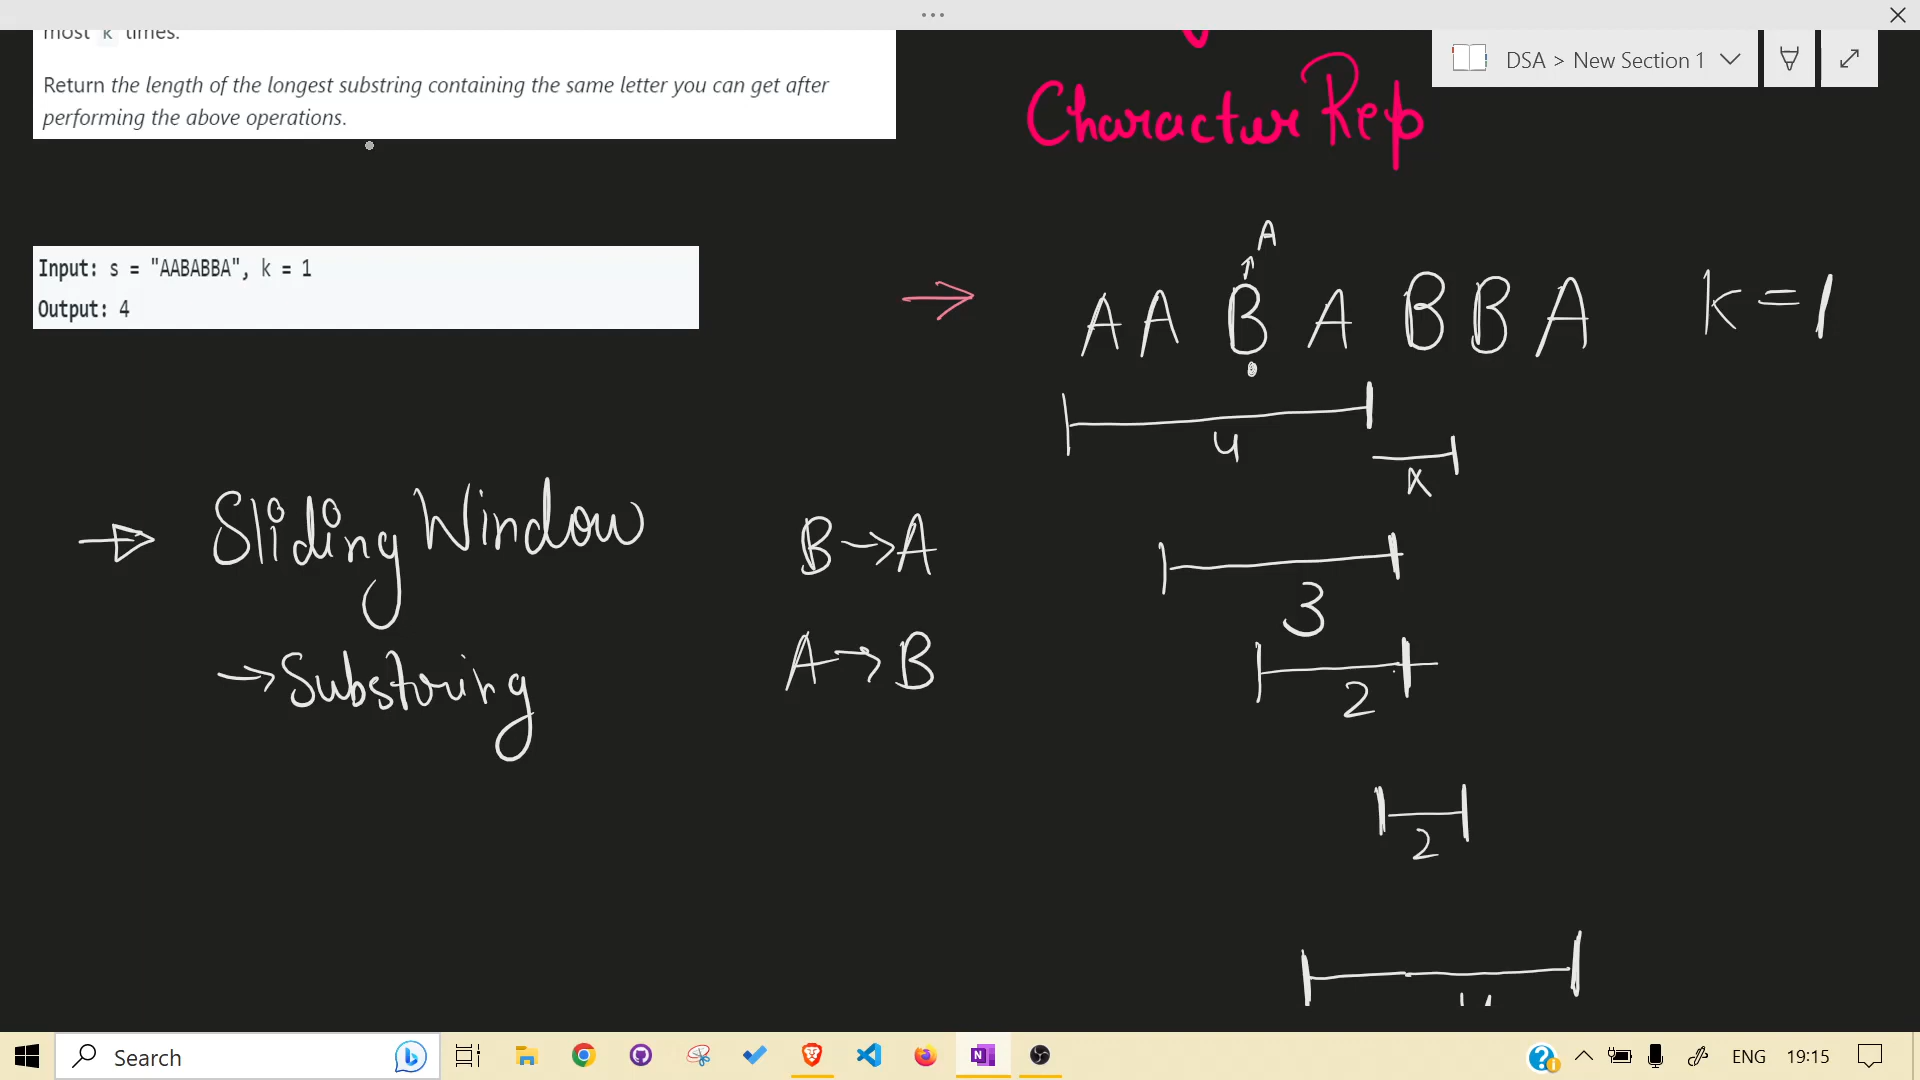 most k times.
Return the length of the longest substring containing the same letter you can get after
performing the above operations.
DSA > New Section 1
Character Rep
Input: s = "AABABBA", k = 1
Output: 4
A
A A B A B B A
k = 1
4
x
Sliding Window
B → A
3
→ Substring
A → B
2
2
Search
ENG
19:15